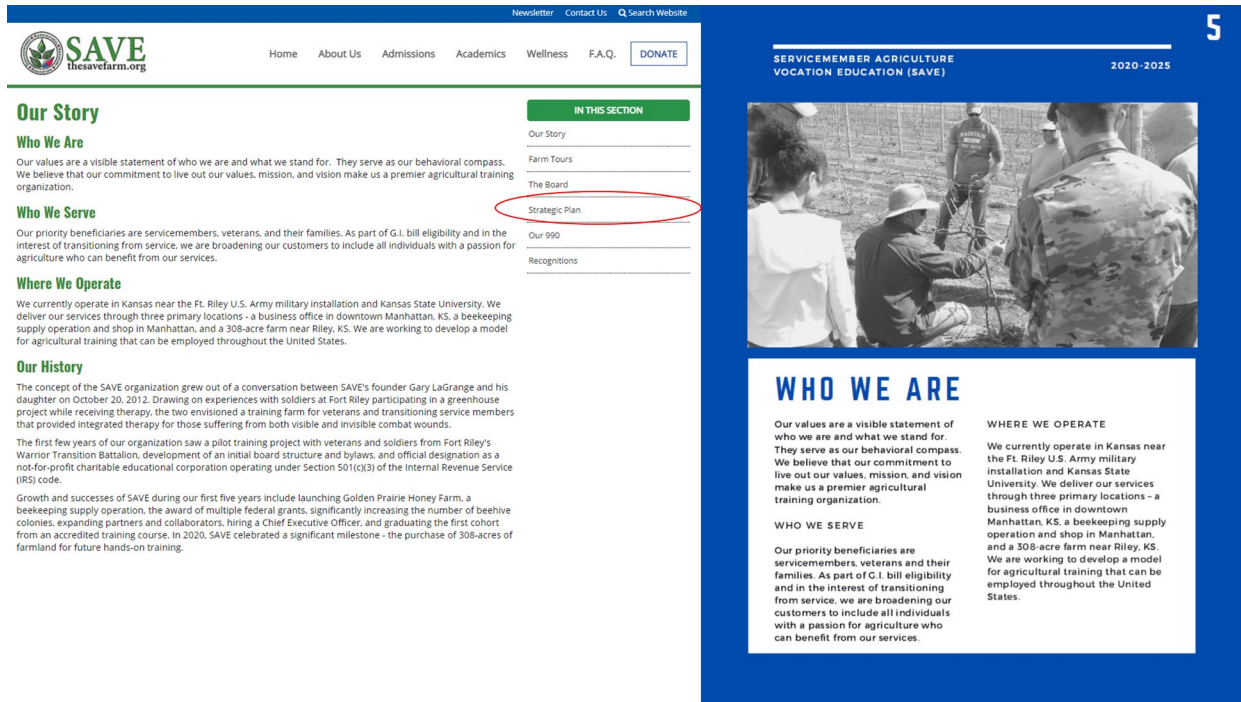 Newsletter Contact Us Search Website
SAVE
thesavefarm.org
Home About Us Admissions Academics Wellness F.A.Q. DONATE
Our Story
Who We Are
Our values are a visible statement of who we are and what we stand for. They serve as our behavioral compass.
We believe that our commitment to live out our values, mission, and vision make us a premier agricultural training
organization.
Who We Serve
Our priority beneficiaries are servicemembers, veterans, and their families. As part of G.I. bill eligibility and in the
interest of transitioning from service, we are broadening our customers to include all individuals with a passion for
agriculture who can benefit from our services.
Where We Operate
We currently operate in Kansas near the Ft. Riley U.S. Army military installation and Kansas State University. We
deliver our services through three primary locations - a business office in downtown Manhattan, KS, a beekeeping
supply operation and shop in Manhattan, and a 308-acre farm near Riley, KS. We are working to develop a model
for agricultural training that can be employed throughout the United States.
Our History
The concept of the SAVE organization grew out of a conversation between SAVE's founder Gary LaGrange and his
daughter on October 20, 2012. Drawing on experiences with soldiers at Fort Riley participating in a greenhouse
project while receiving therapy, the two envisioned a training farm for veterans and transitioning service members
that provided integrated therapy for those suffering from both visible and invisible combat wounds.
The first few years of our organization saw a pilot training project with veterans and soldiers from Fort Riley's
Warrior Transition Battalion, development of an initial board structure and bylaws, and official designation as a
not-for-profit charitable educational corporation operating under Section 501(c)(3) of the Internal Revenue Service
(IRS) code.
Growth and successes of SAVE during our first five years include launching Golden Prairie Honey Farm, a
beekeeping supply operation, the award of multiple federal grants, significantly increasing the number of beehive
colonies, expanding partners and collaborators, hiring a Chief Executive Officer, and graduating the first cohort
from an accredited training course. In 2020, SAVE celebrated a significant milestone - the purchase of 308-acres of
farmland for future hands-on training.
IN THIS SECTION
Our Story
Farm Tours
The Board
Strategic Plan
Our 990
Recognitions
5
SERVICEMEMBER AGRICULTURE
VOCATION EDUCATION (SAVE)
2020-2025
MAINTAIN
WHO WE ARE
Our values are a visible statement of
who we are and what we stand for.
They serve as our behavioral compass.
We believe that our commitment to
live out our values, mission, and vision
make us a premier agricultural
training organization.
WHO WE SERVE
Our priority beneficiaries are
servicemembers, veterans and their
families. As part of G.I. bill eligibility
and in the interest of transitioning
from service, we are broadening our
customers to include all individuals
with a passion for agriculture who
can benefit from our services.
WHERE WE OPERATE
We currently operate in Kansas near
the Ft. Riley U.S. Army military
installation and Kansas State
University. We deliver our services
through three primary locations – a
business office in downtown
Manhattan, KS, a beekeeping supply
operation and shop in Manhattan,
and a 308-acre farm near Riley, KS.
We are working to develop a model
for agricultural training that can be
employed throughout the United
States.